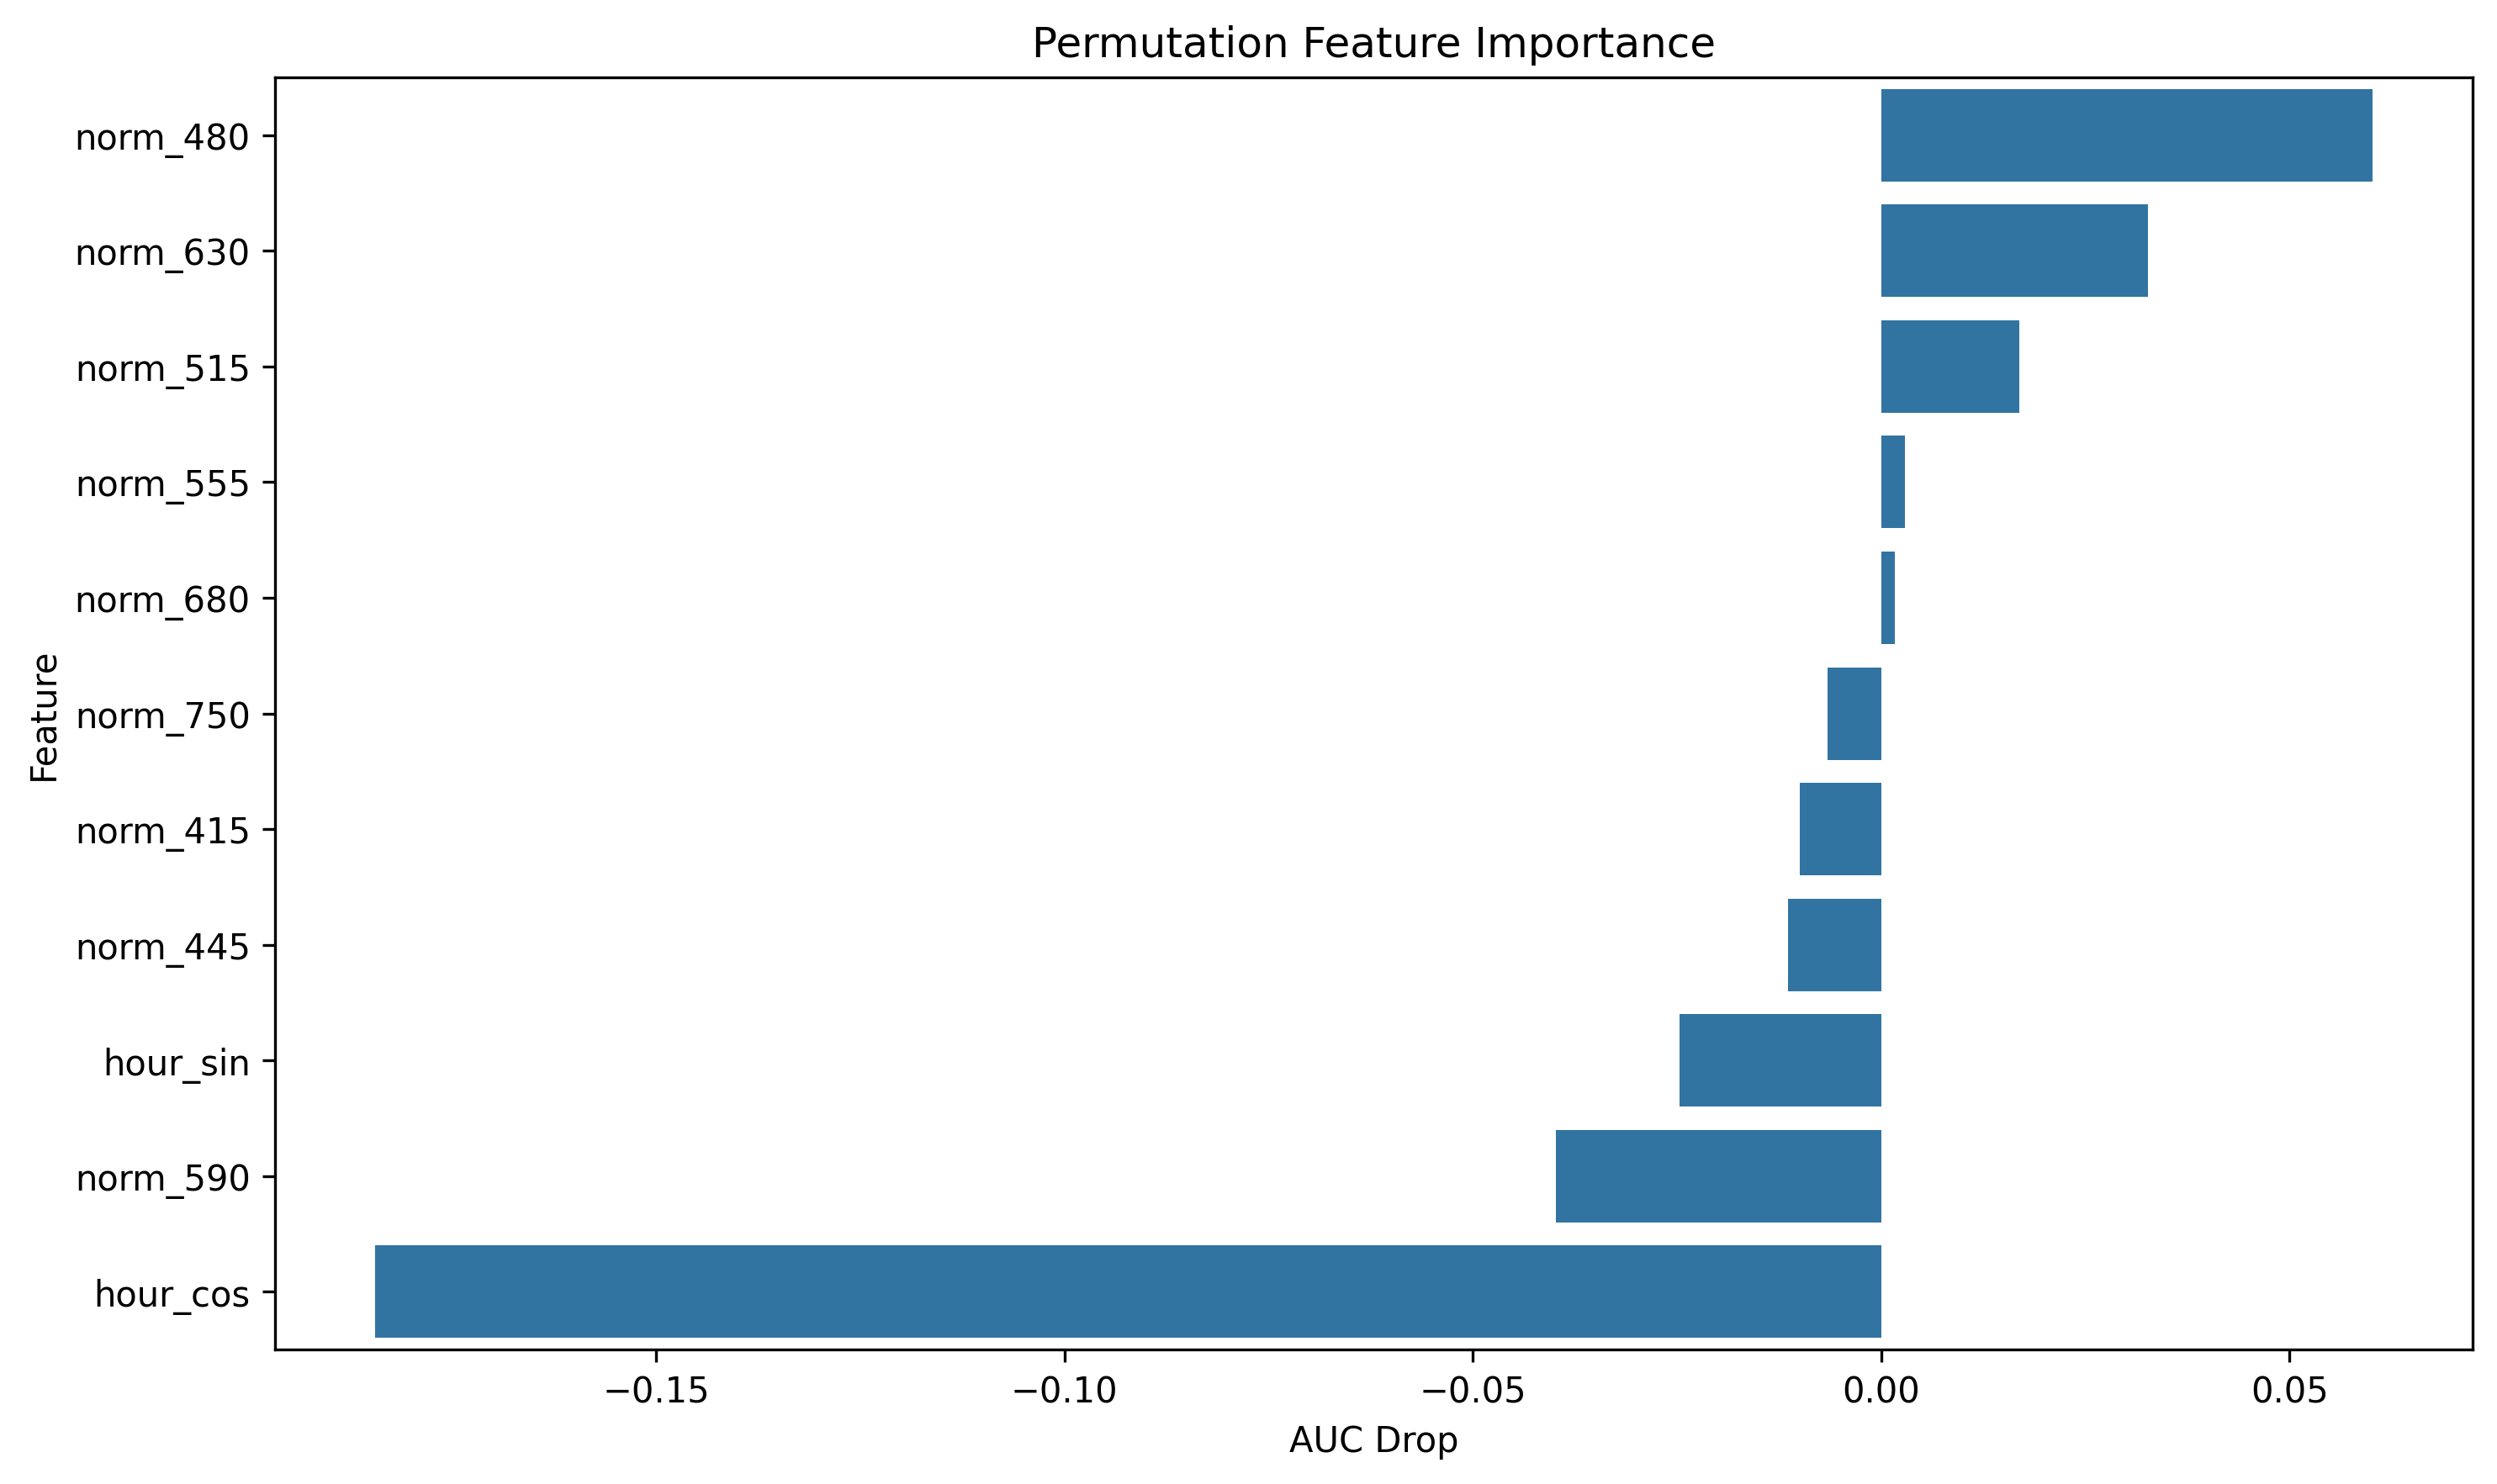 Permutation Feature Importance
Feature
norm_480
norm_630
norm_515
norm_555
norm_680
norm_750
norm_415
norm_445
hour_sin
norm_590
hour_cos
−0.15
−0.10
−0.05
0.00
0.05
AUC Drop